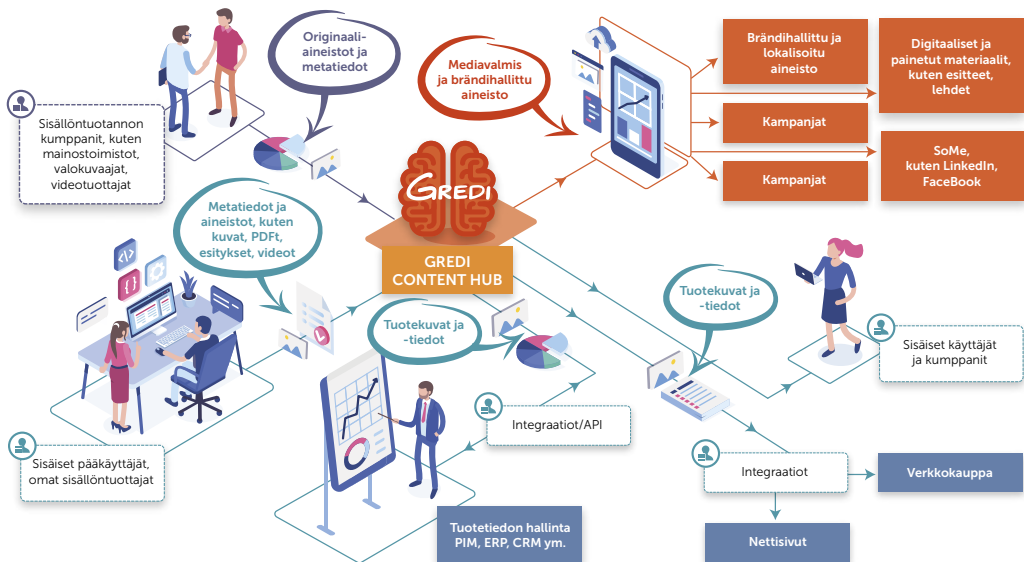 Originaali-
aineistot ja
metatiedot
Mediavalmis
ja brändihallittu
aineisto
Brändihallittu ja
lokalisoitu
aineisto
Digitaaliset ja
painetut materiaalit,
kuten esitteet,
lehdet
Kampanjat
SoMe,
kuten LinkedIn,
FaceBook
Kampanjat
Sisällöntuotannon
kumppanit, kuten
mainostoimistot,
valokuvaajat,
videotuottajat
Metatiedot ja
aineistot, kuten
kuvat, PDFt,
esitykset, videot
GREDI
GREDI
CONTENT HUB
Tuotekuvat ja
-tiedot
Tuotekuvat ja
-tiedot
Sisäiset käyttäjät
ja kumppanit
Integraatiot/API
Sisäiset pääkäyttäjät,
omat sisällöntuottajat
Integraatiot
Verkkokauppa
Tuotetiedon hallinta
PIM, ERP, CRM ym.
Nettisivut